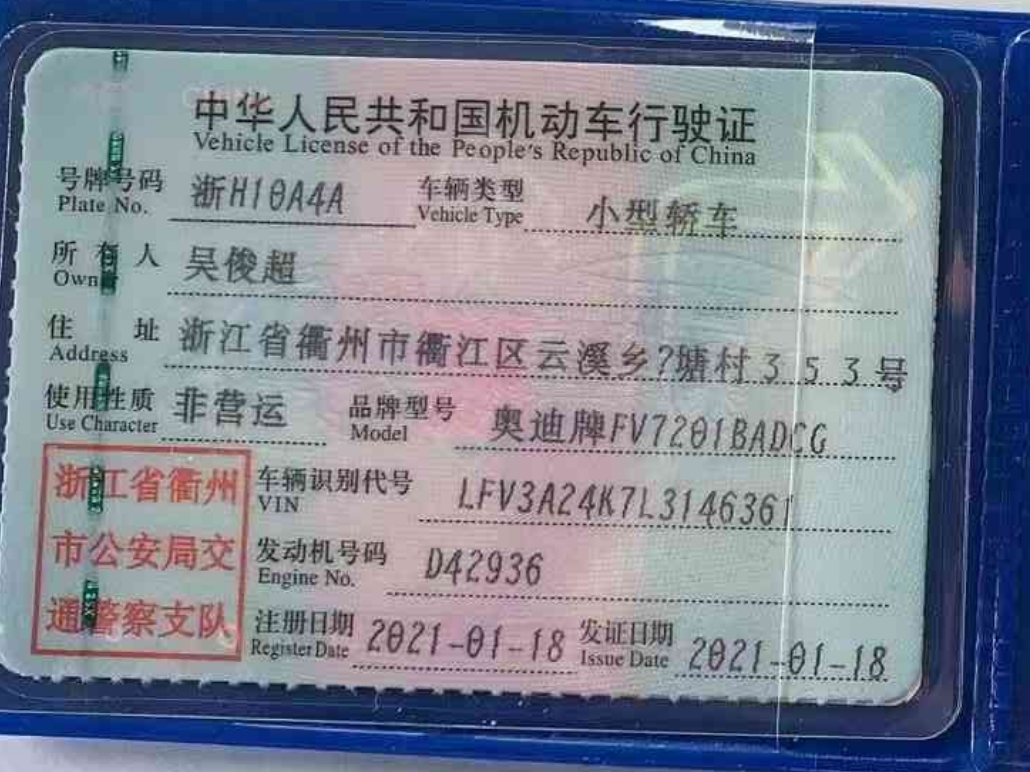 中华人民共和国机动车行驶证
Vehicle License of the People's Republic of China
号牌号码 浙H10A4A 车辆类型 小型轿车
Plate No. Vehicle Type
所有人 吴俊超
Owner
住址 浙江省衢州市衢江区云溪乡?塘村353号
Address
使用性质 非营运 品牌型号 奥迪牌FV7201BADCG
Use Character Model
浙江省衢州
市公安局交
通警察支队
车辆识别代号 LFV3A24K7L3146361
VIN
发动机号码 D42936
Engine No.
注册日期 2021-01-18 发证日期 2021-01-18
Register Date Issue Date